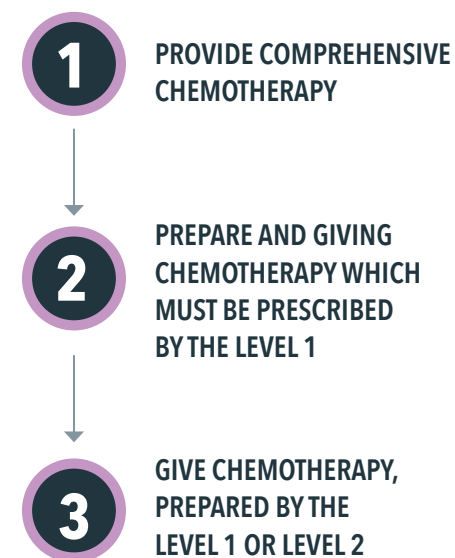 1
PROVIDE COMPREHENSIVE
CHEMOTHERAPY
2
PREPARE AND GIVING
CHEMOTHERAPY WHICH
MUST BE PRESCRIBED
BY THE LEVEL 1
3
GIVE CHEMOTHERAPY,
PREPARED BY THE
LEVEL 1 OR LEVEL 2